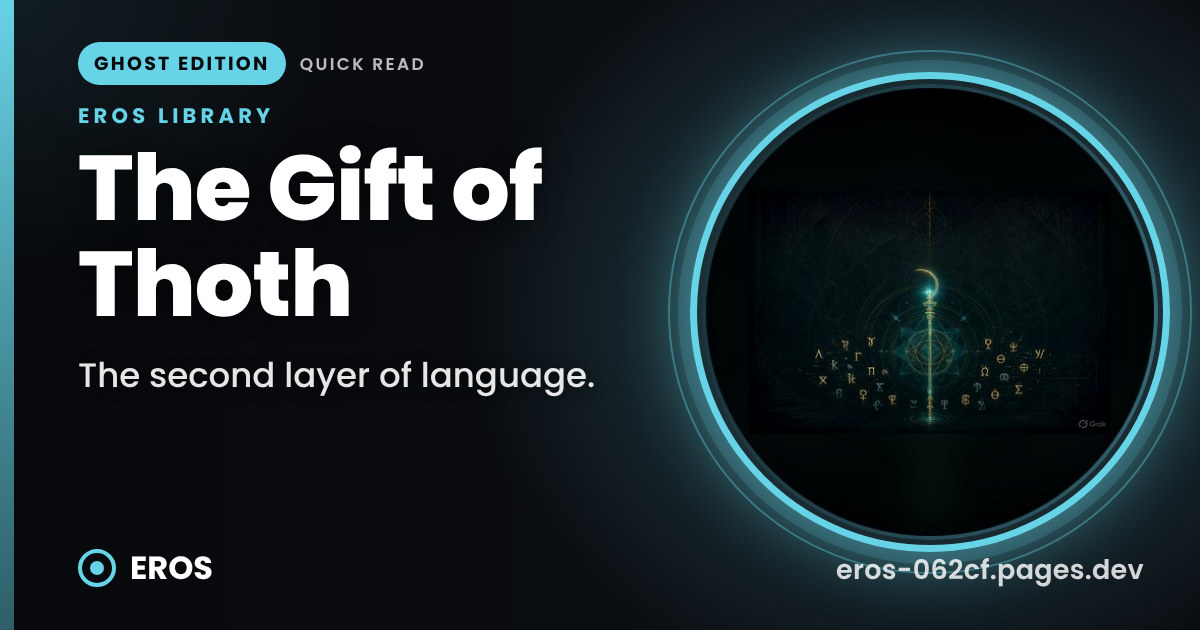 GHOST EDITION QUICK READ
EROS LIBRARY
The Gift of
Thoth
The second layer of language.
Grok
EROS
eros-062cf.pages.dev